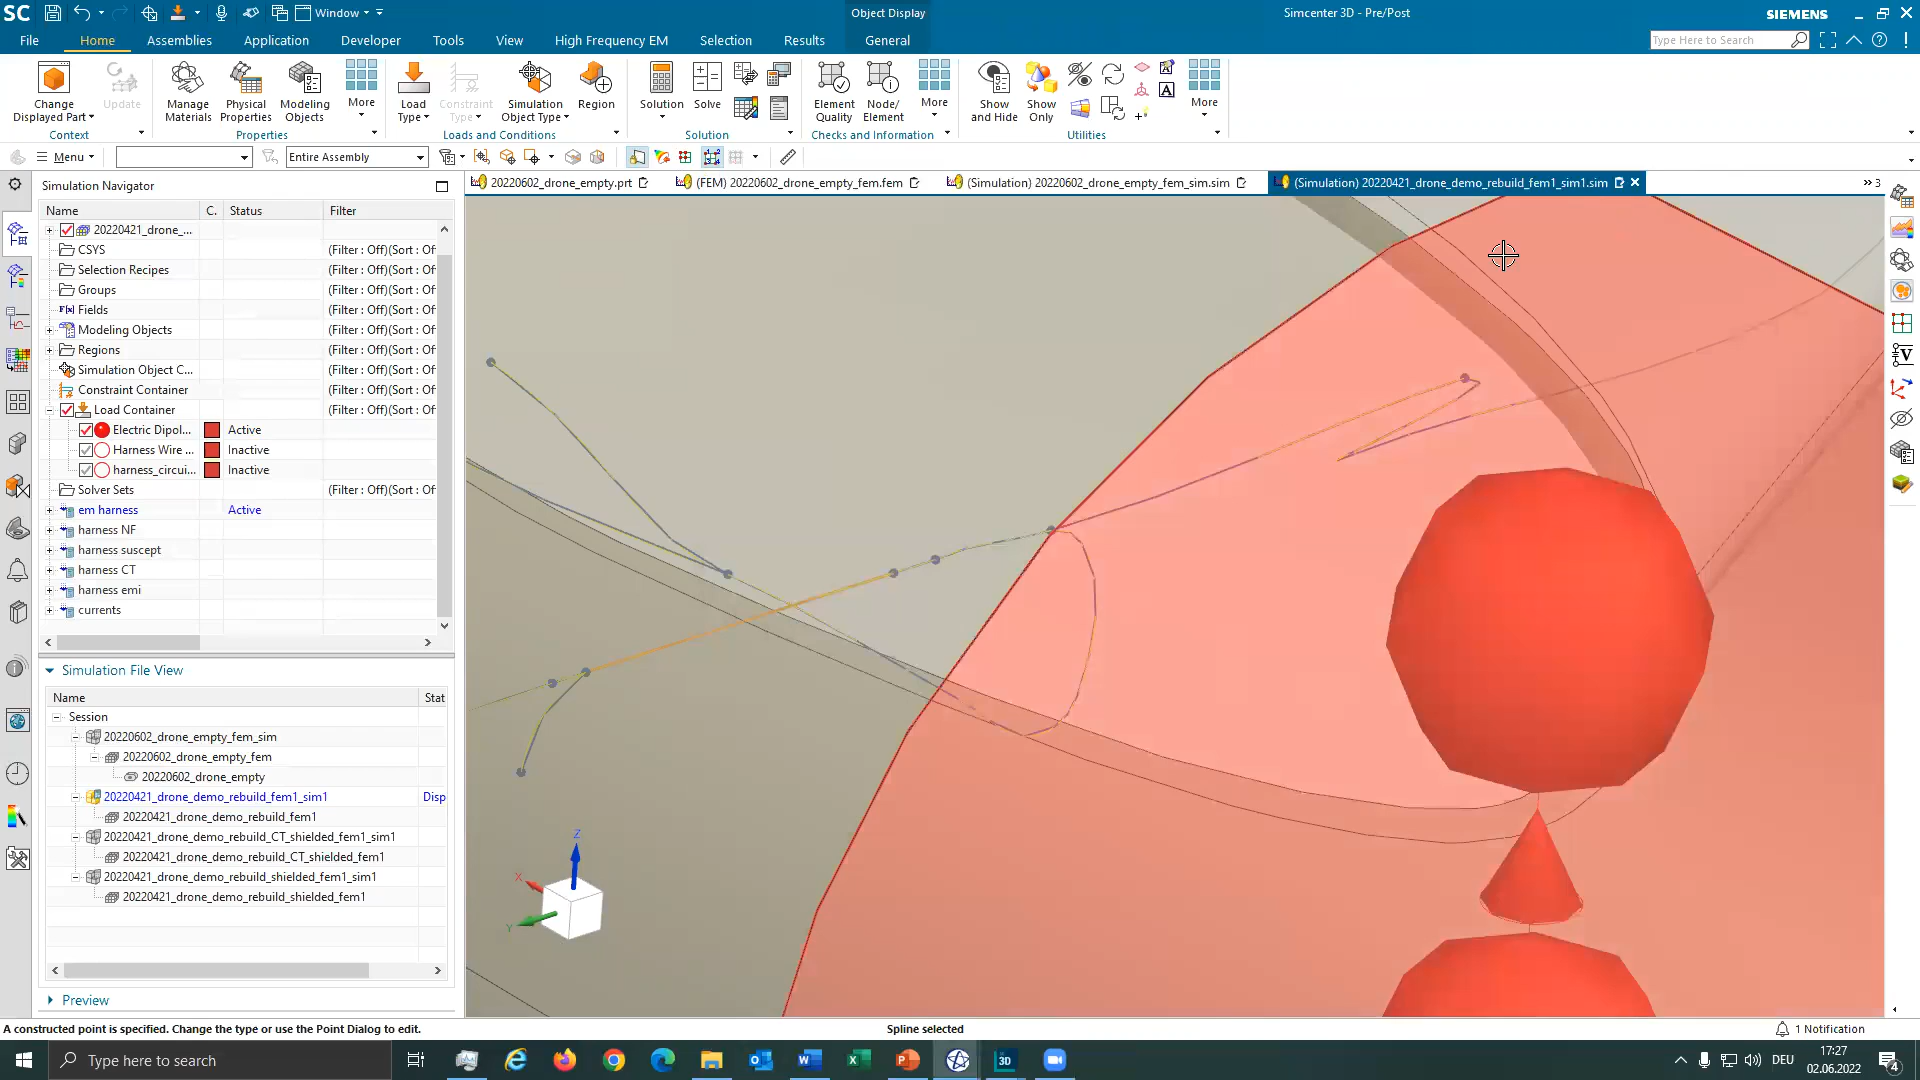 SC Window Object Display Simcenter 3D - Pre/Post SIEMENS
File Home Assemblies Application Developer Tools View High Frequency EM Selection Results General Type Here to Search
Change Displayed Part Update Context
Manage Materials Physical Properties Modeling Objects More Properties
Load Type Constraint Type Simulation Object Type Region Loads and Conditions
Solution Solve Solution
Element Quality Node/ Element More Checks and Information
Show and Hide Show Only More Utilities
Menu Entire Assembly
Simulation Navigator
20220602_drone_empty.prt (FEM) 20220602_drone_empty_fem.fem (Simulation) 20220602_drone_empty_fem_sim.sim (Simulation) 20220421_drone_demo_rebuild_fem1_sim1.sim 3
Name C. Status Filter
20220421_drone_...
CSYS (Filter : Off)(Sort : Of
Selection Recipes (Filter : Off)(Sort : Of
Groups (Filter : Off)(Sort : Of
F(x) Fields (Filter : Off)(Sort : Of
Modeling Objects (Filter : Off)(Sort : Of
Regions (Filter : Off)(Sort : Of
Simulation Object C... (Filter : Off)(Sort : Of
Constraint Container (Filter : Off)(Sort : Of
Load Container (Filter : Off)(Sort : Of
Electric Dipol... Active
Harness Wire ... Inactive
harness_circui... Inactive
Solver Sets (Filter : Off)(Sort : Of
em harness Active
harness NF
harness suscept
harness CT
harness emi
currents
Simulation File View
Name Stat
Session
20220602_drone_empty_fem_sim
20220602_drone_empty_fem
20220602_drone_empty
20220421_drone_demo_rebuild_fem1_sim1 Disp
20220421_drone_demo_rebuild_fem1
20220421_drone_demo_rebuild_CT_shielded_fem1_sim1
20220421_drone_demo_rebuild_CT_shielded_fem1
20220421_drone_demo_rebuild_shielded_fem1_sim1
20220421_drone_demo_rebuild_shielded_fem1
Preview
Z
X
Y
A constructed point is specified. Change the type or use the Point Dialog to edit. Spline selected 1 Notification
Type here to search 3D DEU 17:27
02.06.2022 4